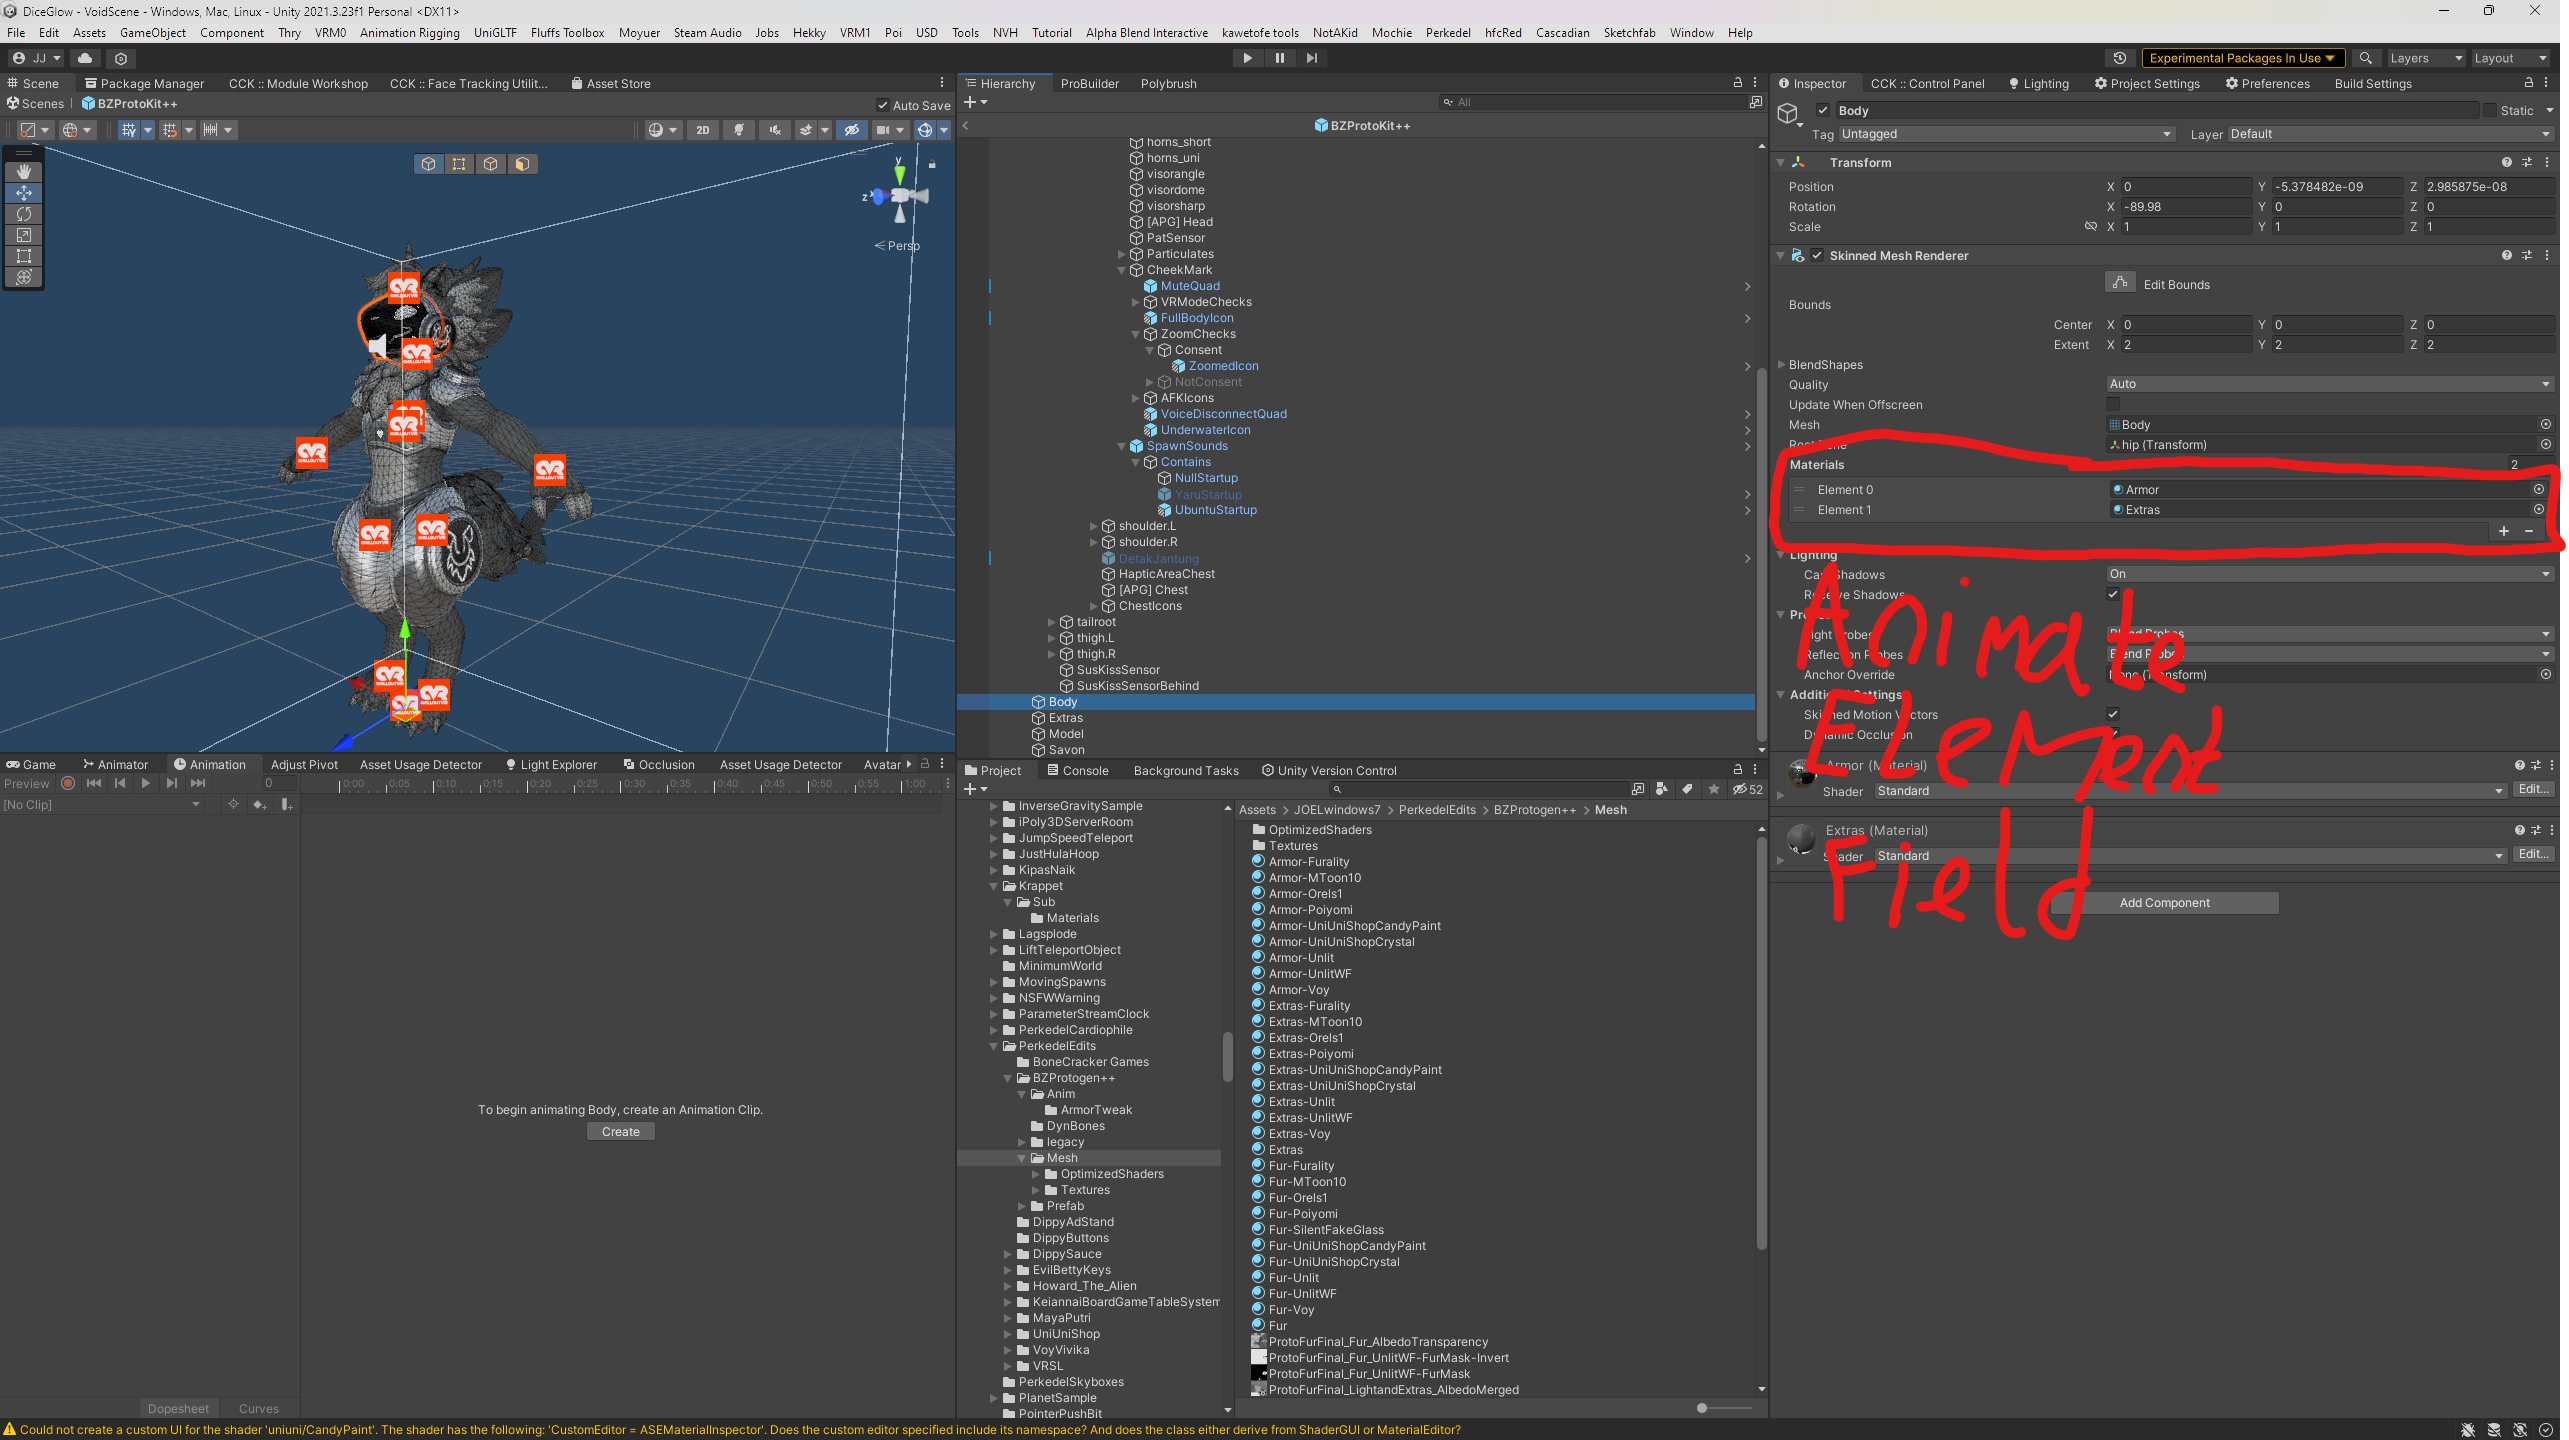 DiceGlow - VoidScene - Windows, Mac, Linux - Unity 2021.3.23f1 Personal <DX11>
File Edit Assets GameObject Component Thry VRM0 Animation Rigging UniGLTF Fluffs Toolbox Moyuer Steam Audio Jobs Hekky VRM1 Poi USD Tools NVH Tutorial Alpha Blend Interactive kawetofe tools NotAKid Mochie Perkedel hfcRed Cascadian Sketchfab Window Help
JJ
Experimental Packages In Use
Layers
Layout
Scene
Package Manager
CCK :: Module Workshop
CCK :: Face Tracking Utilit...
Asset Store
Scenes
BZProtoKit++
Auto Save
2D
y
z
x
Persp
Game
Animator
Animation
Adjust Pivot
Asset Usage Detector
Light Explorer
Occlusion
Asset Usage Detector
Avatar
Preview
0
0:00 0:05 0:10 0:15 0:20 0:25 0:30 0:35 0:40 0:45 0:50 0:55 1:00
[No Clip]
To begin animating Body, create an Animation Clip.
Create
Dopesheet
Curves
Hierarchy
ProBuilder
Polybrush
All
BZProtoKit++
horns_short
horns_uni
visorangle
visordome
visorsharp
[APG] Head
PatSensor
Particulates
CheekMark
MuteQuad
VRModeChecks
FullBodyIcon
ZoomChecks
Consent
ZoomedIcon
NotConsent
AFKIcons
VoiceDisconnectQuad
UnderwaterIcon
SpawnSounds
Contains
NullStartup
YaruStartup
UbuntuStartup
shoulder.L
shoulder.R
DetakJantung
HapticAreaChest
[APG] Chest
ChestIcons
tailroot
thigh.L
thigh.R
SusKissSensor
SusKissSensorBehind
Body
Extras
Model
Savon
Project
Console
Background Tasks
Unity Version Control
52
InverseGravitySample
iPoly3DServerRoom
JumpSpeedTeleport
JustHulaHoop
KipasNaik
Krappet
Sub
Materials
Lagsplode
LiftTeleportObject
MinimumWorld
MovingSpawns
NSFWWarning
ParameterStreamClock
PerkedelCardiophile
PerkedelEdits
BoneCracker Games
BZProtogen++
Anim
ArmorTweak
DynBones
legacy
Mesh
OptimizedShaders
Textures
Prefab
DippyAdStand
DippyButtons
DippySauce
EvilBettyKeys
Howard_The_Alien
KeiannaiBoardGameTableSystem
MayaPutri
UniUniShop
VoyVivika
VRSL
PerkedelSkyboxes
PlanetSample
PointerPushBit
Assets > JOELwindows7 > PerkedelEdits > BZProtogen++ > Mesh
OptimizedShaders
Textures
Armor-Furality
Armor-MToon10
Armor-Orels1
Armor-Poiyomi
Armor-UniUniShopCandyPaint
Armor-UniUniShopCrystal
Armor-Unlit
Armor-UnlitWF
Armor-Voy
Extras-Furality
Extras-MToon10
Extras-Orels1
Extras-Poiyomi
Extras-UniUniShopCandyPaint
Extras-UniUniShopCrystal
Extras-Unlit
Extras-UnlitWF
Extras-Voy
Extras
Fur-Furality
Fur-MToon10
Fur-Orels1
Fur-Poiyomi
Fur-SilentFakeGlass
Fur-UniUniShopCandyPaint
Fur-UniUniShopCrystal
Fur-Unlit
Fur-UnlitWF
Fur-Voy
Fur
ProtoFurFinal_Fur_AlbedoTransparency
ProtoFurFinal_Fur_UnlitWF-FurMask-Invert
ProtoFurFinal_Fur_UnlitWF-FurMask
ProtoFurFinal_LightandExtras_AlbedoMerged
Inspector
CCK :: Control Panel
Lighting
Project Settings
Preferences
Build Settings
Body
Static
Tag Untagged
Layer Default
Transform
Position X 0 Y -5.378482e-09 Z 2.985875e-08
Rotation X -89.98 Y 0 Z 0
Scale X 1 Y 1 Z 1
Skinned Mesh Renderer
Edit Bounds
Bounds
Center X 0 Y 0 Z 0
Extent X 2 Y 2 Z 2
BlendShapes
Quality Auto
Update When Offscreen
Mesh Body
hip (Transform)
Materials 2
Element 0 Armor
Element 1 Extras
Lighting
Shadows On
Receive Shadows
Reflection Probes
Anchor Override (Transform)
Additional Settings
Motion Vectors
Dynamic Occlusion
Armor (Material)
Shader Standard Edit...
Extras (Material)
Shader Standard Edit...
Add Component
Animate
ELement
Field
Could not create a custom UI for the shader 'uniuni/CandyPaint'. The shader has the following: 'CustomEditor = ASEMaterialInspector'. Does the custom editor specified include its namespace? And does the class either derive from ShaderGUI or MaterialEditor?